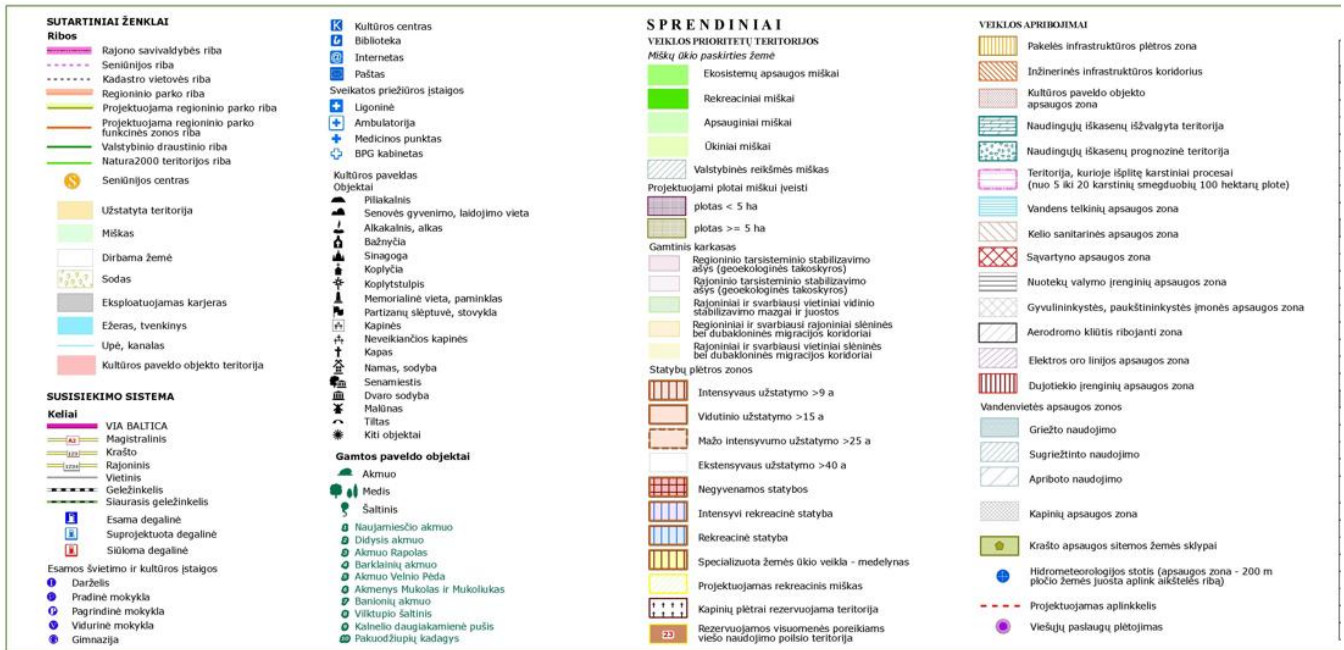 SUTARTINIAI ŽENKLAI
Ribos
Rajono savivaldybės riba
Seniūnijos riba
Kadastro vietovės riba
Regioninio parko riba
Projektuojama regioninio parko riba
Projektuojama regioninio parko
funkcinės zonos riba
Valstybinio draustinio riba
Natura2000 teritorijos riba
S
Seniūnijos centras
Užstatyta teritorija
Miškas
Dirbama žemė
Sodas
Eksploatuojamas karjeras
Ežeras, tvenkinys
Upė, kanalas
Kultūros paveldo objekto teritorija
SUSISIEKIMO SISTEMA
Keliai
VIA BALTICA
A2 Magistralinis
123 Krašto
1234 Rajoninis
Vietinis
Geležinkelis
Siaurasis geležinkelis
Esama degalinė
Suprojektuota degalinė
Siūloma degalinė
Esamos švietimo ir kultūros įstaigos
Darželis
Pradinė mokykla
Pagrindinė mokykla
Vidurinė mokykla
Gimnazija
K Kultūros centras
Biblioteka
@ Internetas
Paštas
Sveikatos priežiūros įstaigos
Ligoninė
Ambulatorija
Medicinos punktas
BPG kabinetas
Kultūros paveldas
Objektai
Piliakalnis
Senovės gyvenimo, laidojimo vieta
Alkakalnis, alkas
Bažnyčia
Sinagoga
Koplyčia
Koplytstulpis
Memorialinė vieta, paminklas
Partizanų slėptuvė, stovykla
Kapinės
Neveikiančios kapinės
Kapas
Namas, sodyba
Senamiestis
Dvaro sodyba
Malūnas
Tiltas
Kiti objektai
Gamtos paveldo objektai
Akmuo
Medis
Šaltinis
1 Naujamiesčio akmuo
2 Didysis akmuo
3 Akmuo Rapolas
4 Barklainių akmuo
5 Akmuo Velnio Pėda
6 Akmenys Mukolas ir Mukoliukas
7 Banionių akmuo
8 Vilktupio šaltinis
9 Kalnelio daugiakamienė pušis
10 Pakuodžiupių kadagys
SPRENDINIAI
VEIKLOS PRIORITETŲ TERITORIJOS
Miškų ūkio paskirties žemė
Ekosistemų apsaugos miškai
Rekreaciniai miškai
Apsauginiai miškai
Ūkiniai miškai
Valstybinės reikšmės miškas
Projektuojami plotai miškui įveisti
plotas < 5 ha
plotas >= 5 ha
Gamtinis karkasas
Regioninio tarsisteminio stabilizavimo
ašys (geoekologinės takoskyros)
Rajoninio tarsisteminio stabilizavimo
ašys (geoekologinės takoskyros)
Rajoniniai ir svarbiausi vietiniai vidinio
stabilizavimo mazgai ir juostos
Regioniniai ir svarbiausi rajoniniai slėniniės
bei dubakloninės migracijos koridoriai
Rajoniniai ir svarbiausi vietiniai slėniniės
bei dubakloninės migracijos koridoriai
Statybų plėtros zonos
Intensyvaus užstatymo >9 a
Vidutinio užstatymo >15 a
Mažo intensyvumo užstatymo >25 a
Ekstensyvaus užstatymo >40 a
Negyvenamos statybos
Intensyvi rekreacinė statyba
Rekreacinė statyba
Specializuota žemės ūkio veikla - medelynas
Projektuojamas rekreacinis miškas
Kapinių plėtrai rezervuojama teritorija
23 Rezervuojamos visuomenės poreikiams
viešo naudojimo poilsio teritorija
VEIKLOS APRIBOJIMAI
Pakelės infrastruktūros plėtros zona
Inžinerinės infrastruktūros koridorius
Kultūros paveldo objekto
apsaugos zona
Naudingųjų iškasenų išžvalgyta teritorija
Naudingųjų iškasenų prognozinė teritorija
Teritorija, kurioje išplitę karstiniai procesai
(nuo 5 iki 20 karstinių smegduobių 100 hektarų plote)
Vandens telkinių apsaugos zona
Kelio sanitarinės apsaugos zona
Sąvartyno apsaugos zona
Nuotekų valymo įrenginių apsaugos zona
Gyvulininkystės, paukštininkystės įmonės apsaugos zona
Aerodromo kliūtis ribojanti zona
Elektros oro linijos apsaugos zona
Dujotiekio įrenginių apsaugos zona
Vandenvietės apsaugos zonos
Griežto naudojimo
Sugriežtinto naudojimo
Apriboto naudojimo
Kapinių apsaugos zona
Krašto apsaugos sitemos žemės sklypai
Hidrometeorologijos stotis (apsaugos zona - 200 m
pločio žemės juosta aplink aikštelės ribą)
Projektuojamas aplinkkelis
Viešųjų paslaugų plėtojimas